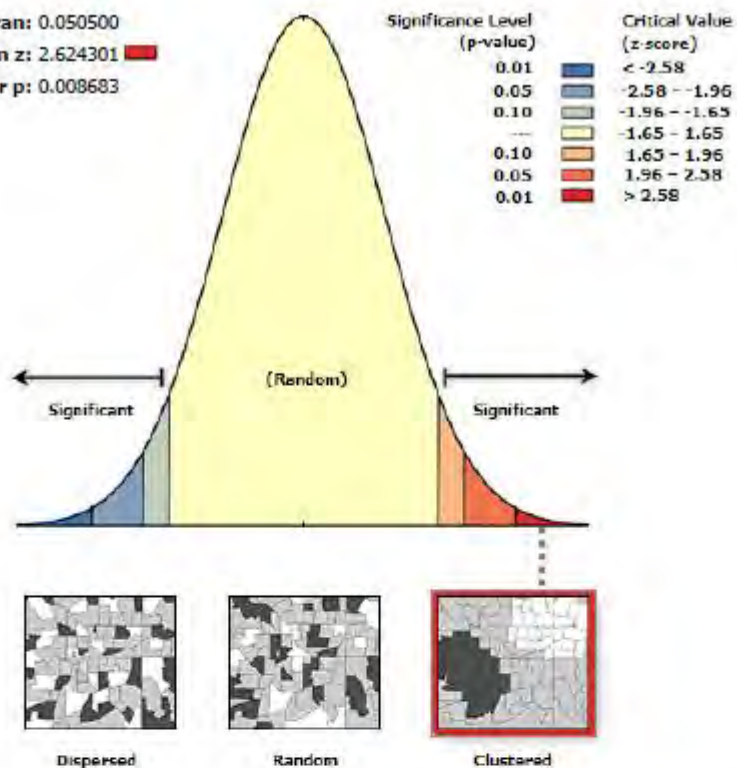 an: 0.050500
z: 2.624301
p: 0.008683
Significance Level
(p-value)
Critical Value
(z-score)
0.01 < -2.58
0.05 -2.58 - -1.96
0.10 -1.96 - -1.65
--- -1.65 - 1.65
0.10 1.65 - 1.96
0.05 1.96 - 2.58
0.01 > 2.58
(Random)
Significant
Significant
Dispersed
Random
Clustered